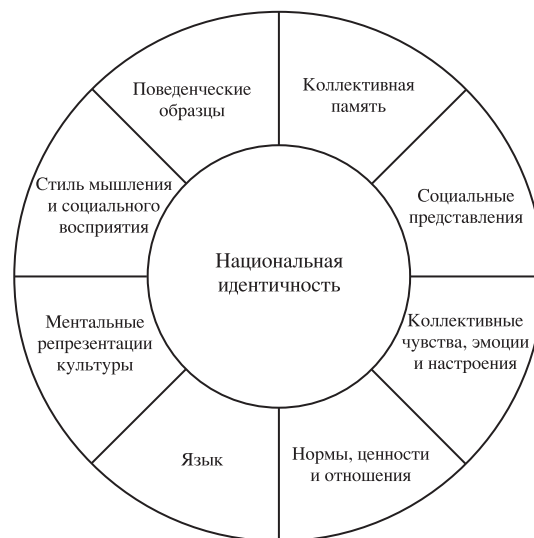 Поведенческие
образцы
Коллективная
память
Стиль мышления
и социального
восприятия
Социальные
представления
Национальная
идентичность
Ментальные
репрезентации
культуры
Коллективные
чувства, эмоции
и настроения
Язык
Нормы, ценности
и отношения